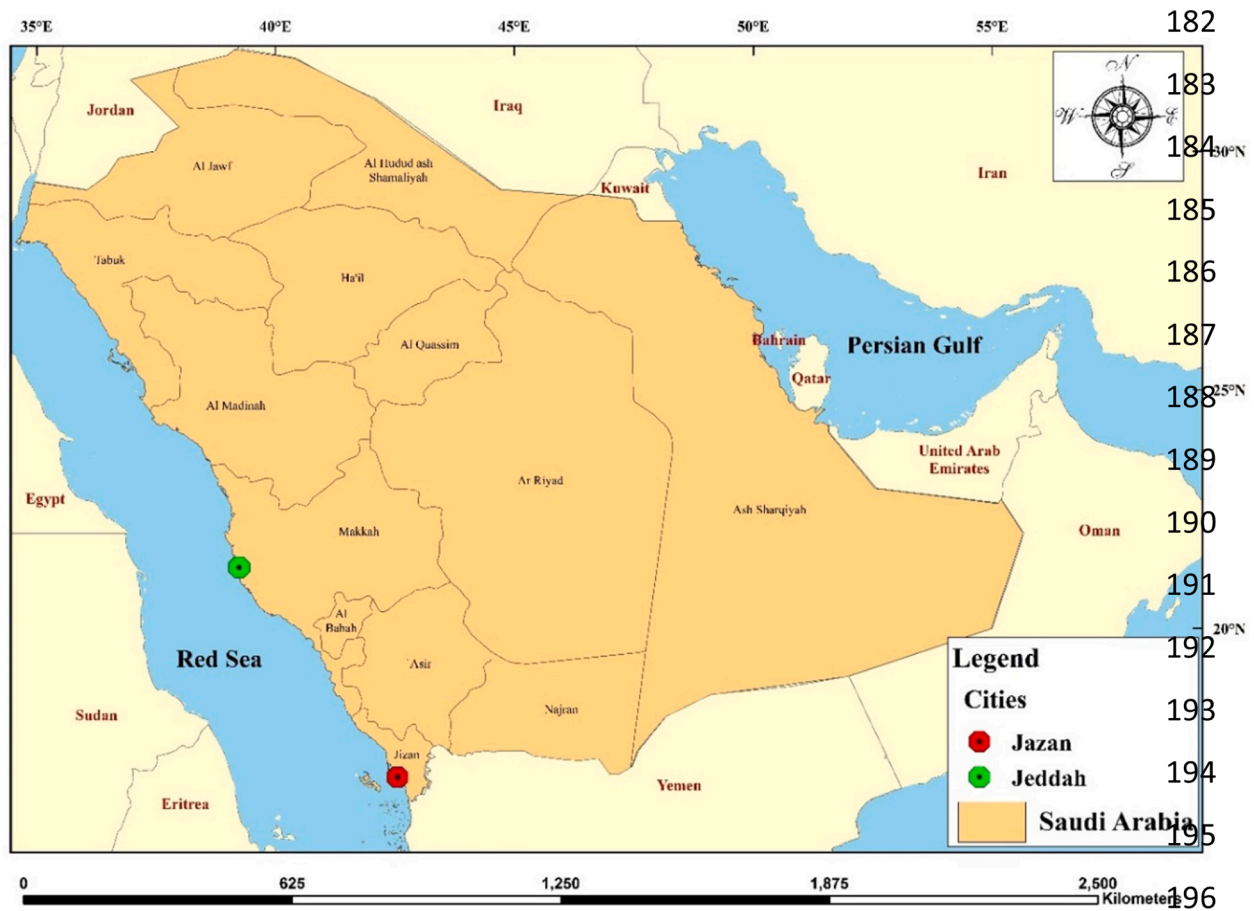 182
35°E 40°E 45°E 50°E 55°E
N
183
Jordan
Iraq
W E
184
30°N
Al Jawf
Al Hudud ash
Shamaliyah
S
Iran
Kuwait
185
Tabuk
Ha'il
186
Al Quassim
Bahrain
Persian Gulf
187
Qatar
Al Madinah
188
25°N
United Arab
Emirates
189
Ar Riyad
Egypt
Ash Sharqiyah
190
Makkah
Oman
191
Al
Bahah
20°N
192
Red Sea
Asir
Legend
Cities
Najran
193
Sudan
Jizan
Jazan
194
Yemen
Jeddah
Eritrea
Saudi Arabia
195
0 625 1,250 1,875 2,500
Kilometers
196